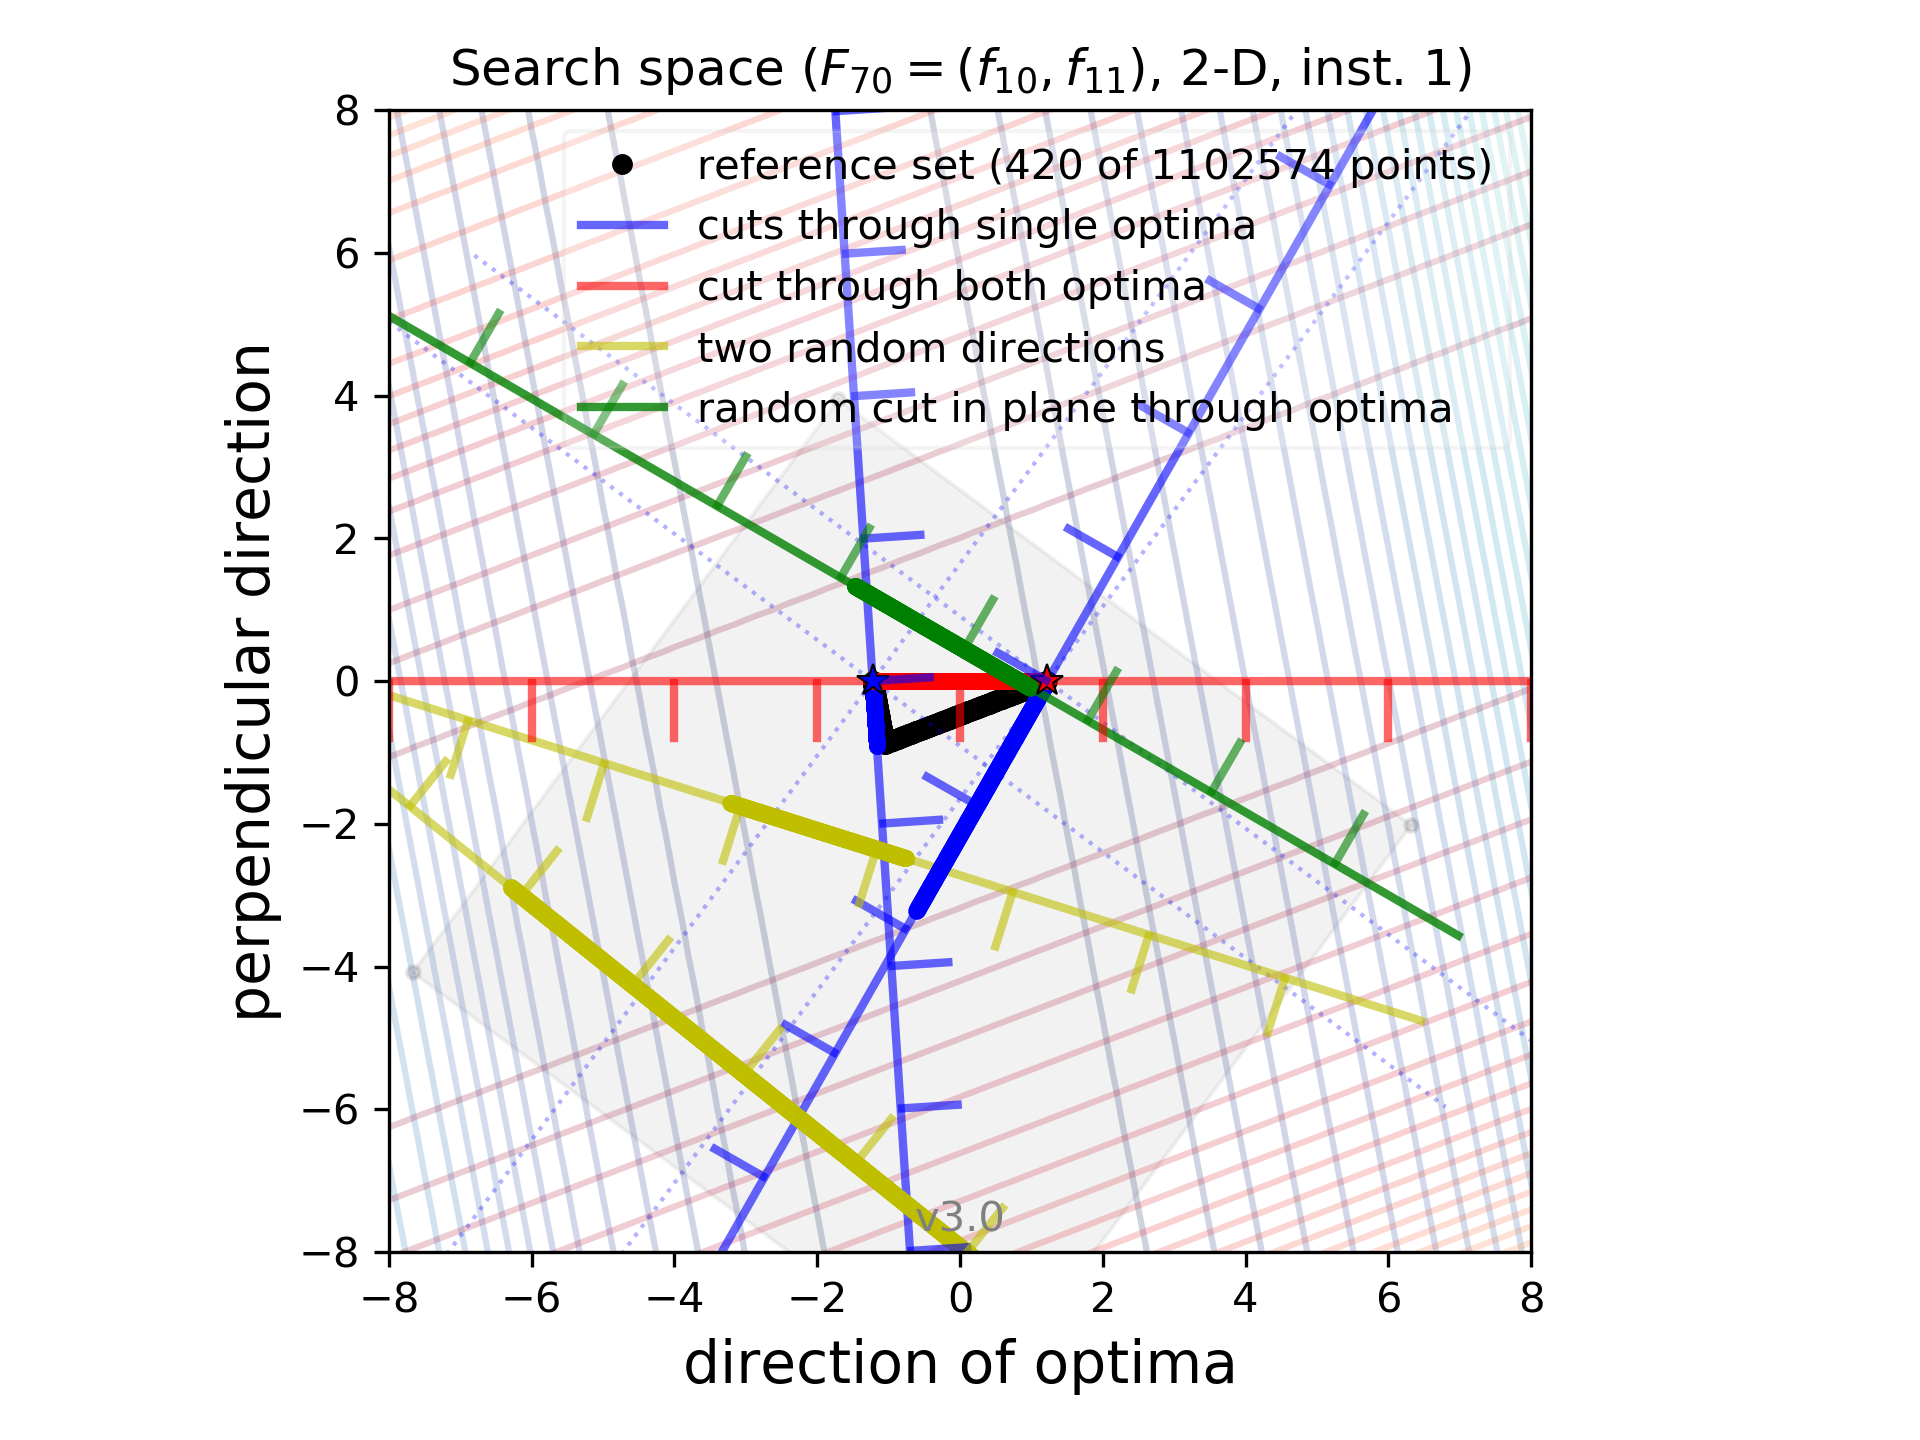 Search space (F70 = (f10, f11), 2-D, inst. 1)
reference set (420 of 1102574 points)
cuts through single optima
cut through both optima
two random directions
random cut in plane through optima
perpendicular direction
8
6
4
2
0
−2
−4
−6
−8
v3.0
−8 −6 −4 −2 0 2 4 6 8
direction of optima